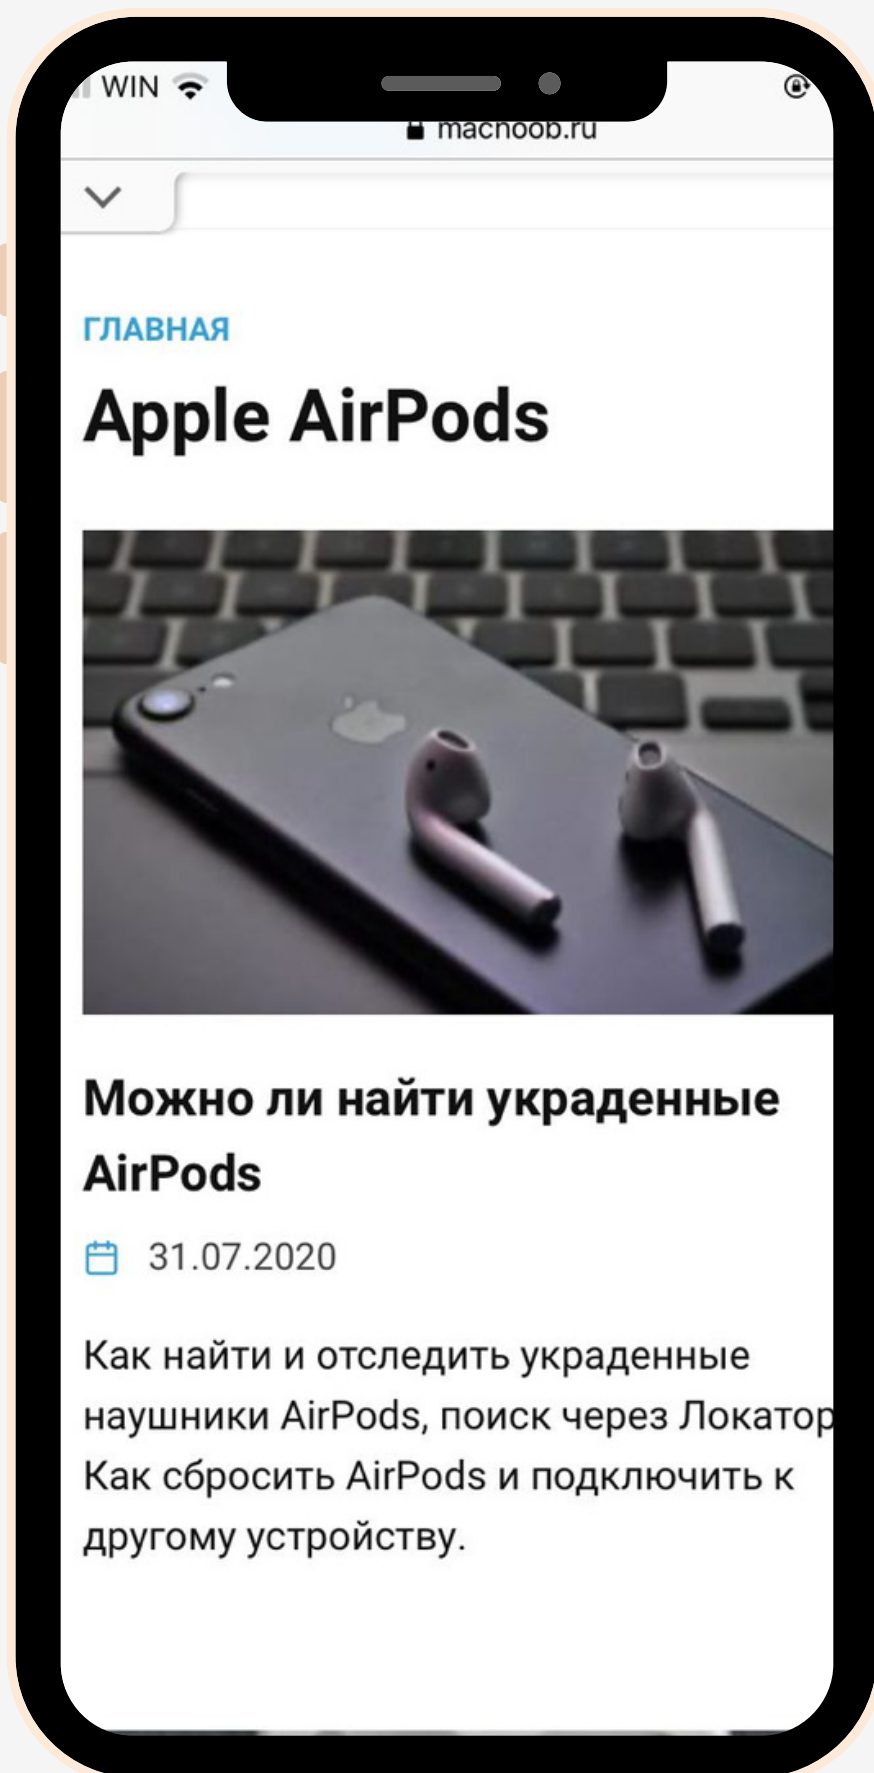 WIN
macnoob.ru
ГЛАВНАЯ
Apple AirPods
Можно ли найти украденные
AirPods
31.07.2020
Как найти и отследить украденные
наушники AirPods, поиск через Локатор
Как сбросить AirPods и подключить к
другому устройству.